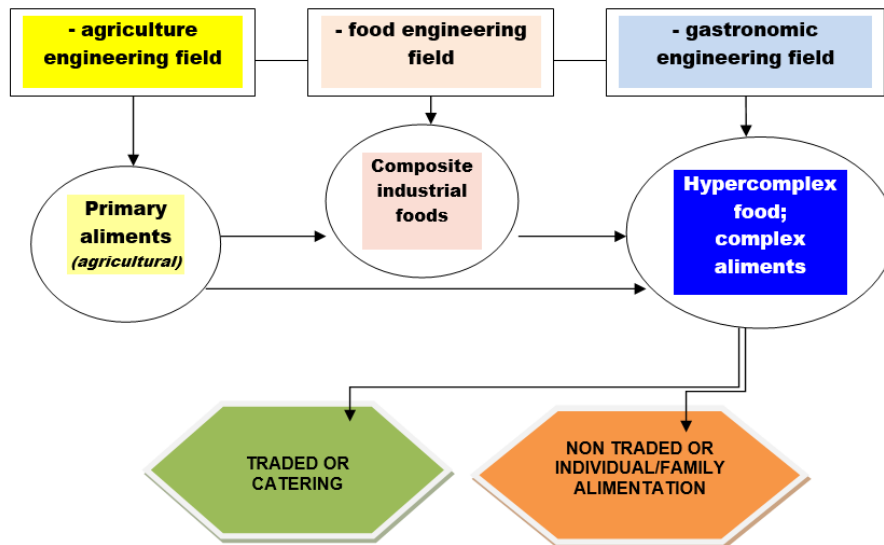 - agriculture
engineering field
- food engineering
field
- gastronomic
engineering field
Primary
aliments
(agricultural)
Composite
industrial
foods
Hypercomplex
food;
complex
aliments
TRADED OR
CATERING
NON TRADED OR
INDIVIDUAL/FAMILY
ALIMENTATION